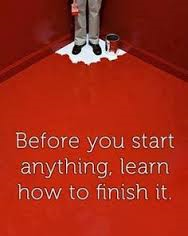 Before you start
anything, learn
how to finish it.